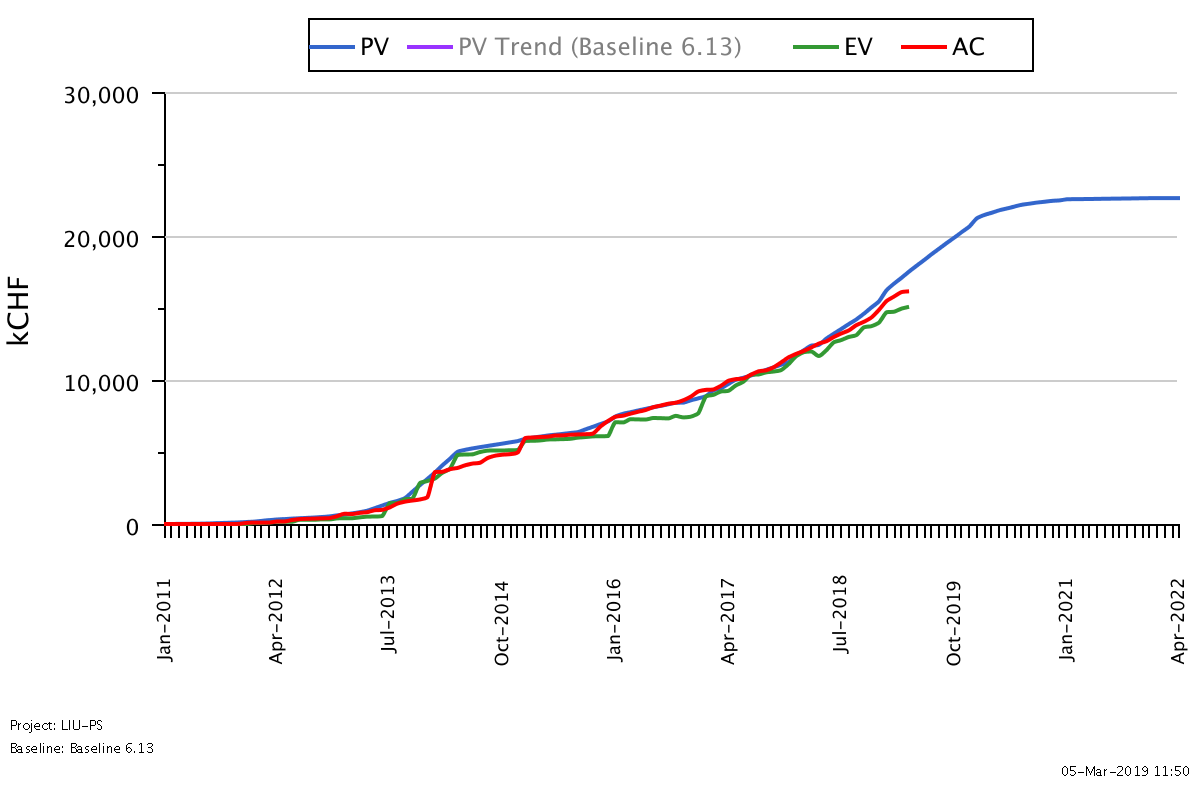 PV PV Trend (Baseline 6.13) EV AC
30,000
20,000
10,000
0
kCHF
Jan-2011 Apr-2012 Jul-2013 Oct-2014 Jan-2016 Apr-2017 Jul-2018 Oct-2019 Jan-2021 Apr-2022
Project: LIU-PS
Baseline: Baseline 6.13
05-Mar-2019 11:50